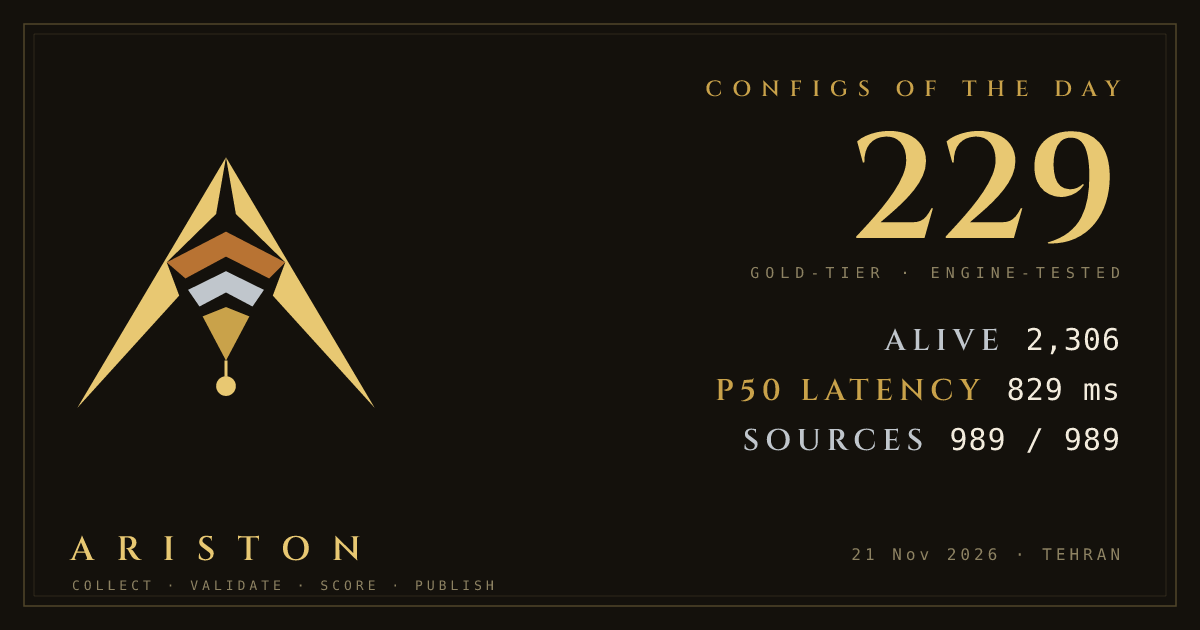 CONFIGS OF THE DAY
229
GOLD-TIER · ENGINE-TESTED
ALIVE 2,306
P50 LATENCY 829 ms
SOURCES 989 / 989
ARISTON
COLLECT · VALIDATE · SCORE · PUBLISH
21 Nov 2026 · TEHRAN